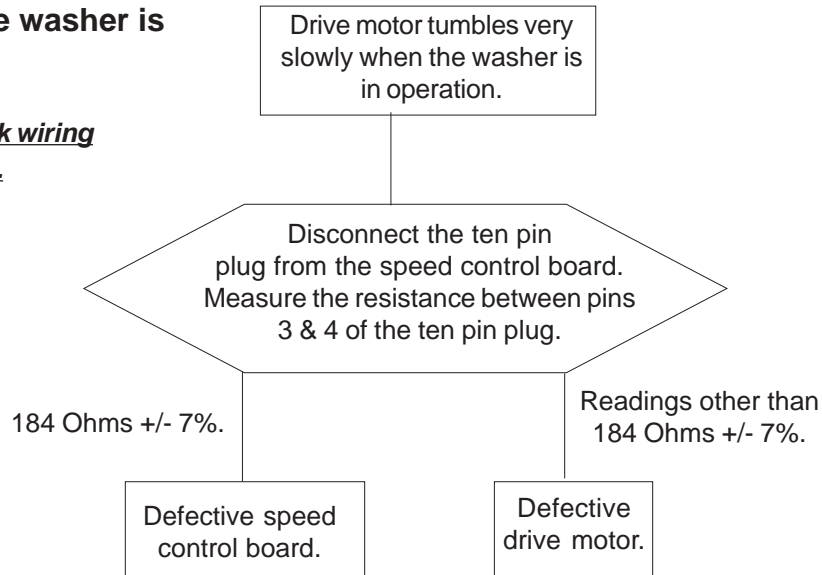 e washer is
k wiring
Drive motor tumbles very
slowly when the washer is
in operation.
Disconnect the ten pin
plug from the speed control board.
Measure the resistance between pins
3 & 4 of the ten pin plug.
184 Ohms +/- 7%.
Readings other than
184 Ohms +/- 7%.
Defective speed
control board.
Defective
drive motor.